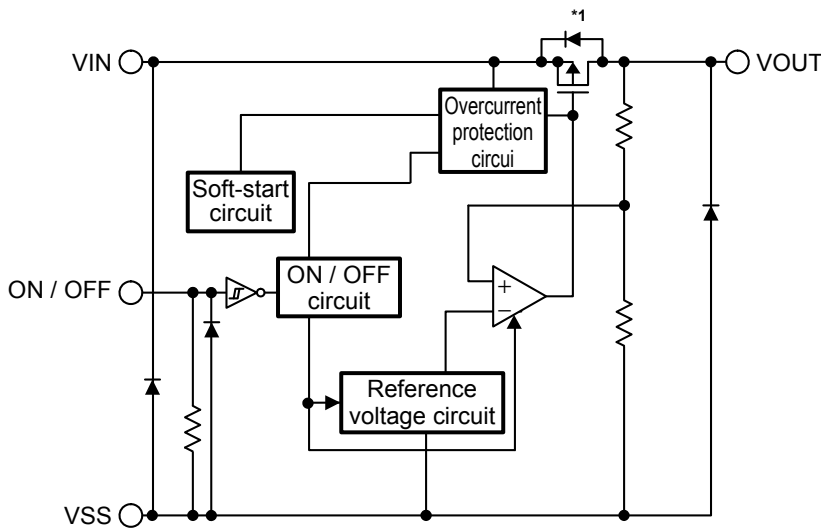 *1
VIN
VOUT
Overcurrent
protection
circui
Soft-start
circuit
ON / OFF
ON / OFF
circuit
+
−
Reference
voltage circuit
VSS